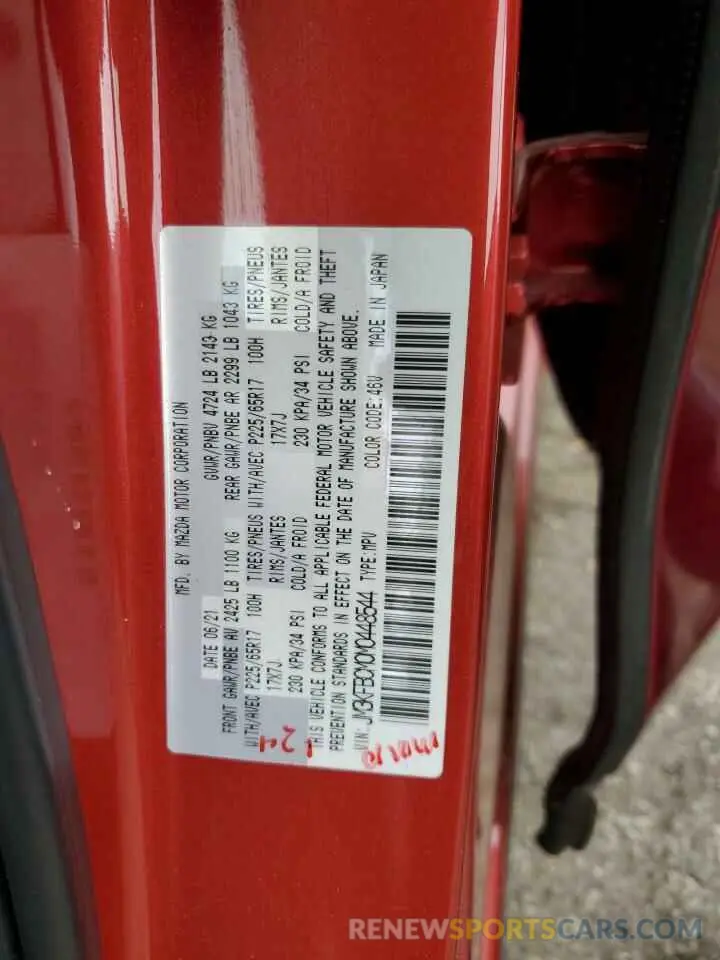 MFD. BY MAZDA MOTOR CORPORATION
DATE 06/21 GVWR/PNBV 4724 LB 2143 KG
FRONT GAWR/PNBE AV 2425 LB 1100 KG REAR GAWR/PNBE AR 2299 LB 1043 KG
WITH/AVEC P225/65R17 100H TIRES/PNEUS WITH/AVEC P225/65R17 100H TIRES/PNEUS
17X7J RIMS/JANTES 17X7J RIMS/JANTES
230 KPA/34 PSI COLD/A FROID 230 KPA/34 PSI COLD/A FROID
THIS VEHICLE CONFORMS TO ALL APPLICABLE FEDERAL MOTOR VEHICLE SAFETY AND THEFT
PREVENTION STANDARDS IN EFFECT ON THE DATE OF MANUFACTURE SHOWN ABOVE.
VIN: JM3KFBCM0M0448544 TYPE:MPV COLOR CODE:46V MADE IN JAPAN
RENEWSPORTSCARS.COM